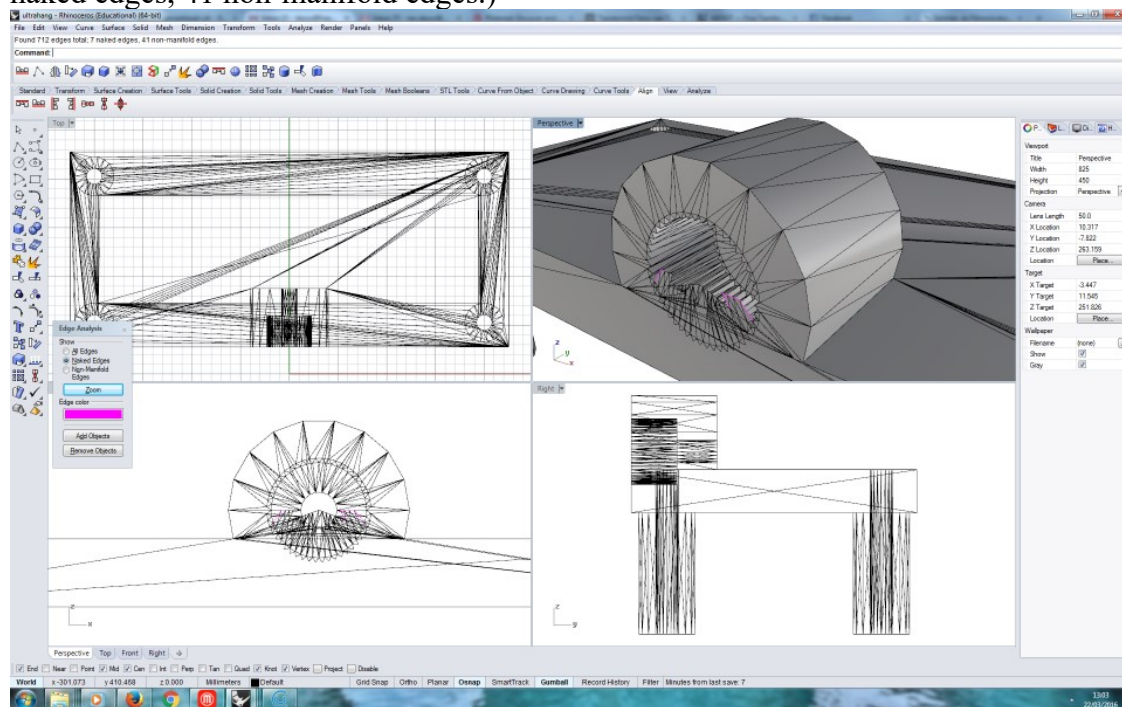 naked edges, 41 non-manifold edges.)
ultrahang - Rhinoceros (Educational) (64-bit)
File Edit View Curve Surface Solid Mesh Dimension Transform Tools Analyze Render Panels Help
Found 712 edges total; 7 naked edges, 41 non-manifold edges.
Command:
Standard Transform Surface Creation Surface Tools Solid Creation Solid Tools Mesh Creation Mesh Tools Mesh Booleans STL Tools Curve From Object Curve Drawing Curve Tools Align View Analyze
Top
Perspective
Viewport
Title Perspective
Width 825
Height 450
Projection Perspective
Camera
Lens Length 50.0
X Location 10.317
Y Location -7.822
Z Location 263.159
Location Place...
Target
X Target -3.447
Y Target 11.545
Z Target 251.826
Location Place...
Wallpaper
Filename (none)
Show
Gray
Edge Analysis
Show
All Edges
Naked Edges
Non-Manifold
Edges
Zoom
Edge color
Add Objects
Remove Objects
z
y
x
Right
z
x
z
y
Perspective Top Front Right
End Near Point Mid Cen Int Perp Tan Quad Knot Vertex Project Disable
World x-301.073 y 410.468 z 0.000 Millimeters Default Grid Snap Ortho Planar Osnap SmartTrack Gumball Record History Filter Minutes from last save: 7
13:03
22/03/2016